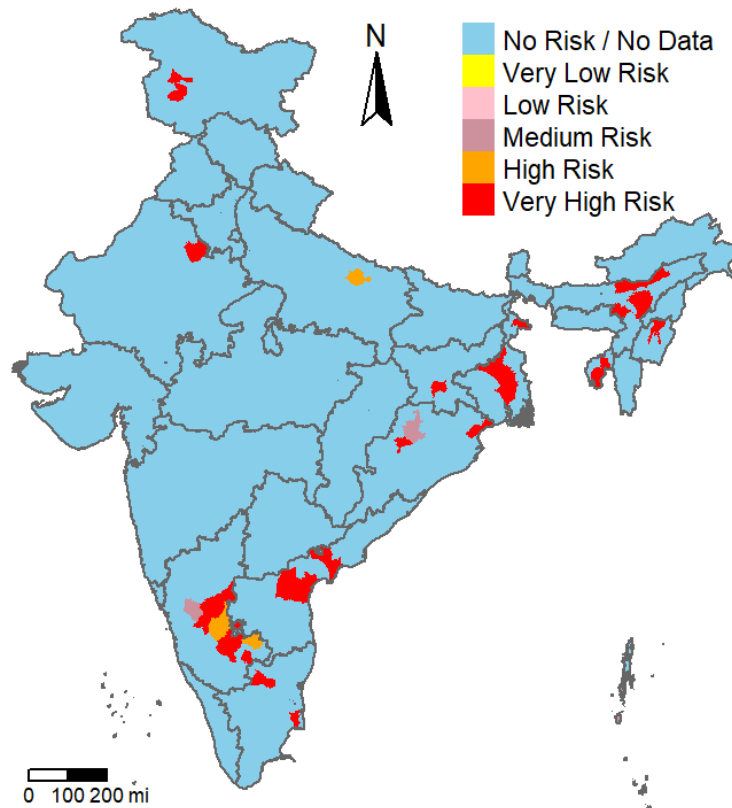 N
No Risk / No Data
Very Low Risk
Low Risk
Medium Risk
High Risk
Very High Risk
0 100 200 mi